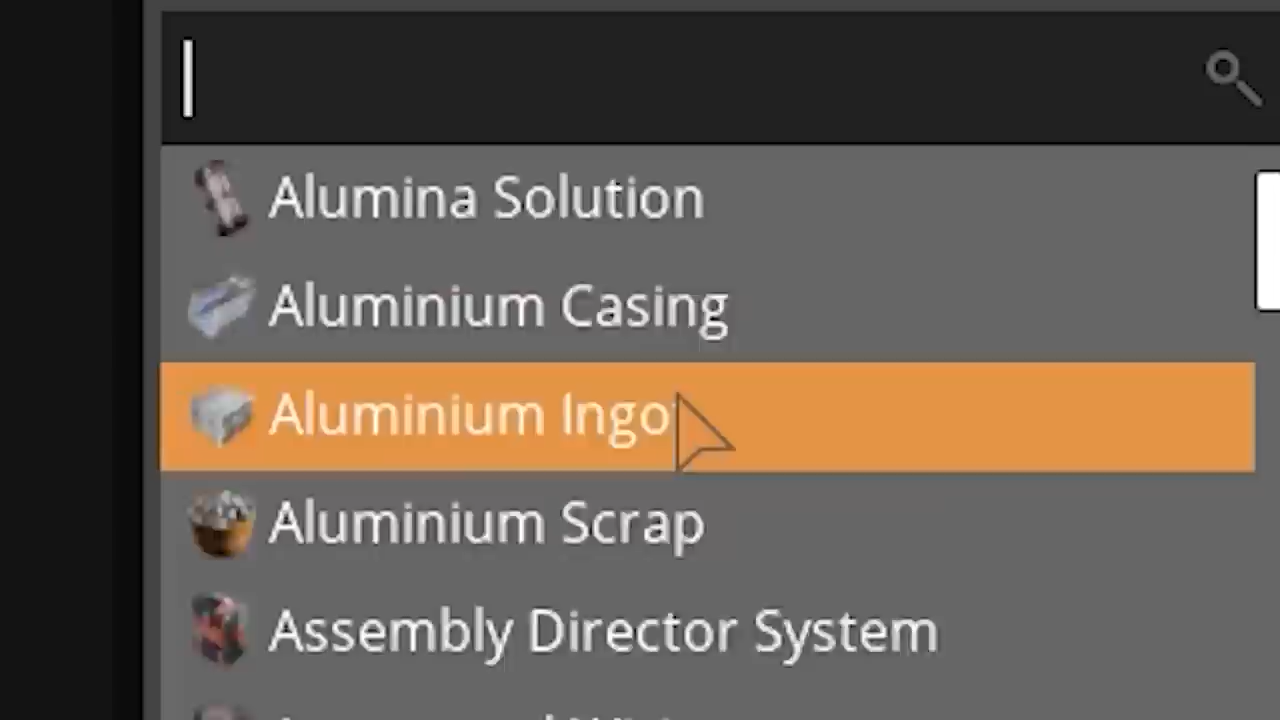 Alumina Solution
Aluminium Casing
Aluminium Ingo
Aluminium Scrap
Assembly Director System